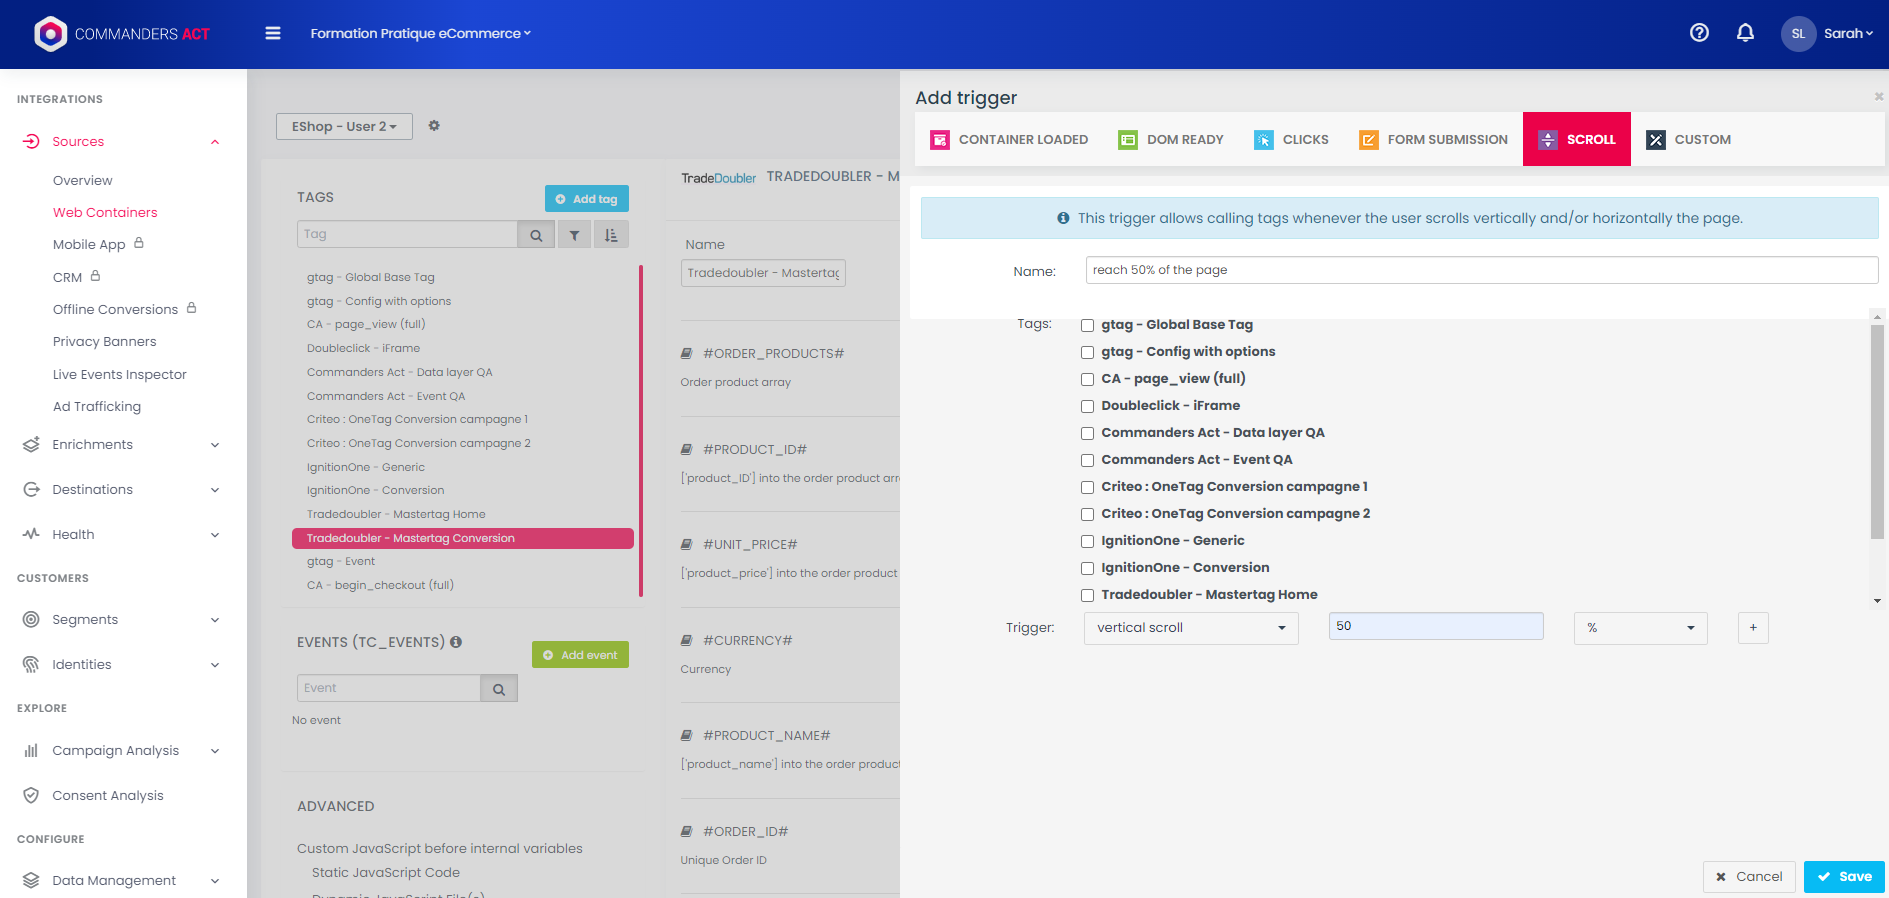 COMMANDERS ACT
Formation Pratique eCommerce
SL
Sarah
INTEGRATIONS
Sources
Overview
Web Containers
Mobile App
CRM
Offline Conversions
Privacy Banners
Live Events Inspector
Ad Trafficking
Enrichments
Destinations
Health
CUSTOMERS
Segments
Identities
EXPLORE
Campaign Analysis
Consent Analysis
CONFIGURE
Data Management
EShop - User 2
TAGS
Add tag
Tag
gtag - Global Base Tag
gtag - Config with options
CA - page_view (full)
Doubleclick - iFrame
Commanders Act - Data layer QA
Commanders Act - Event QA
Criteo : OneTag Conversion campagne 1
Criteo : OneTag Conversion campagne 2
IgnitionOne - Generic
IgnitionOne - Conversion
Tradedoubler - Mastertag Home
Tradedoubler - Mastertag Conversion
gtag - Event
CA - begin_checkout (full)
EVENTS (TC_EVENTS)
Add event
Event
No event
ADVANCED
Custom JavaScript before internal variables
Static JavaScript Code
Dynamic JavaScript File(s)
TradeDoubler TRADEDOUBLER - M
Name
Tradedoubler - Mastertag
#ORDER_PRODUCTS#
Order product array
#PRODUCT_ID#
['product_ID'] into the order product arr
#UNIT_PRICE#
['product_price'] into the order product
#CURRENCY#
Currency
#PRODUCT_NAME#
['product_name'] into the order product
#ORDER_ID#
Unique Order ID
Add trigger
×
CONTAINER LOADED
DOM READY
CLICKS
FORM SUBMISSION
SCROLL
CUSTOM
This trigger allows calling tags whenever the user scrolls vertically and/or horizontally the page.
Name: reach 50% of the page
Tags:
gtag - Global Base Tag
gtag - Config with options
CA - page_view (full)
Doubleclick - iFrame
Commanders Act - Data layer QA
Commanders Act - Event QA
Criteo : OneTag Conversion campagne 1
Criteo : OneTag Conversion campagne 2
IgnitionOne - Generic
IgnitionOne - Conversion
Tradedoubler - Mastertag Home
Trigger: vertical scroll 50 % +
Cancel
Save